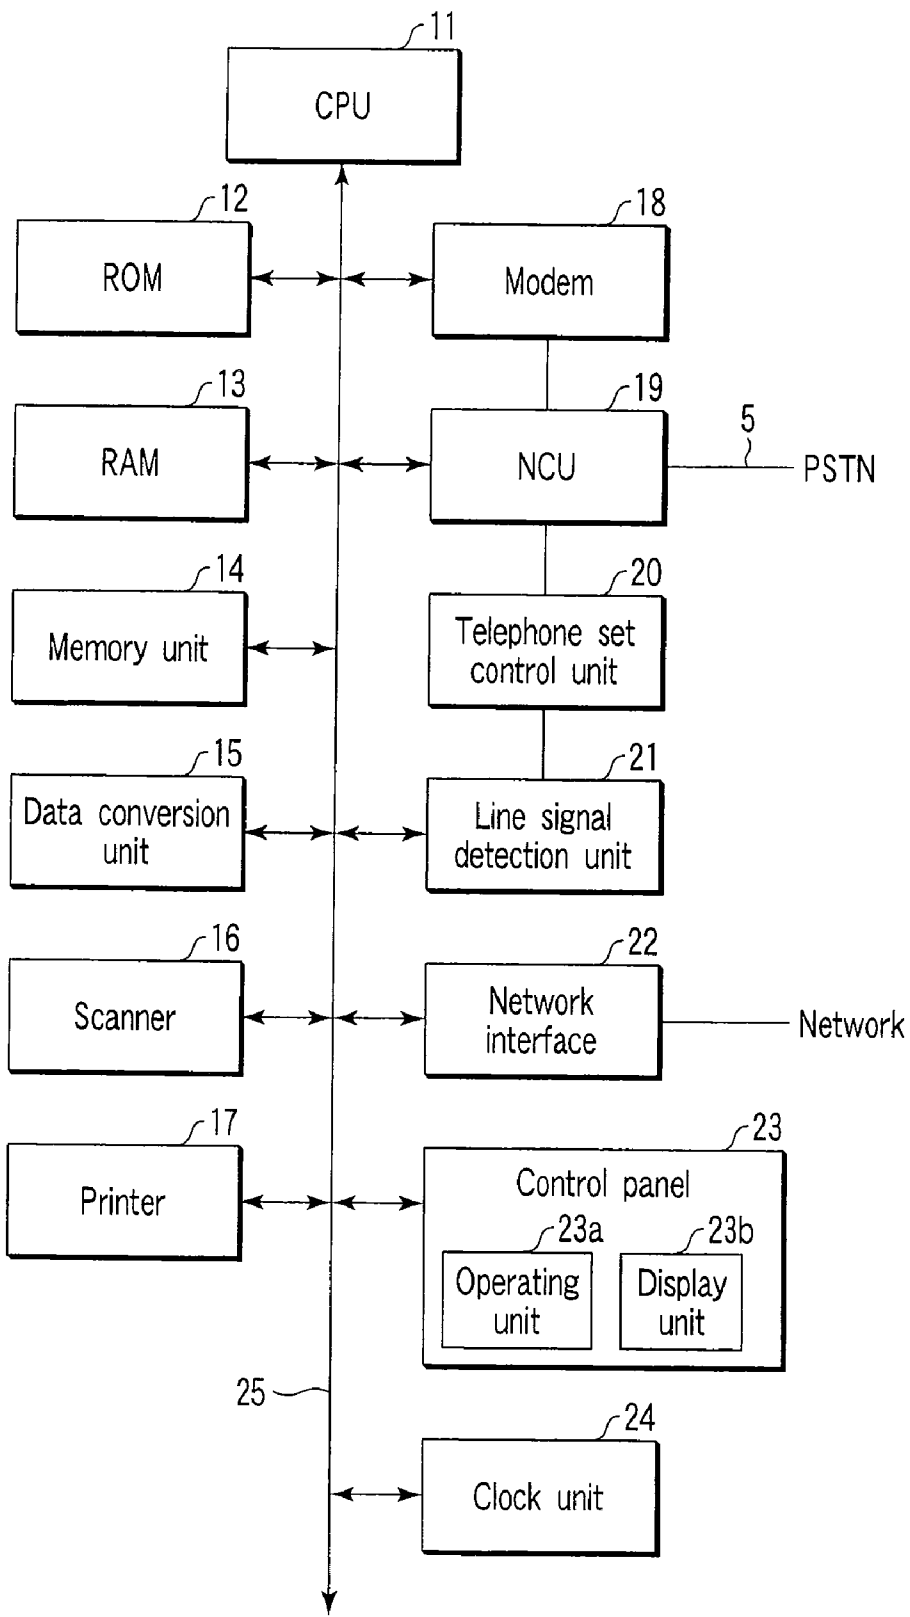 11
CPU
12
ROM
18
Modem
13
RAM
19
NCU
5
PSTN
14
Memory unit
20
Telephone set
control unit
15
Data conversion
unit
21
Line signal
detection unit
16
Scanner
22
Network
interface
Network
17
Printer
23
Control panel
23a
Operating
unit
23b
Display
unit
25
24
Clock unit